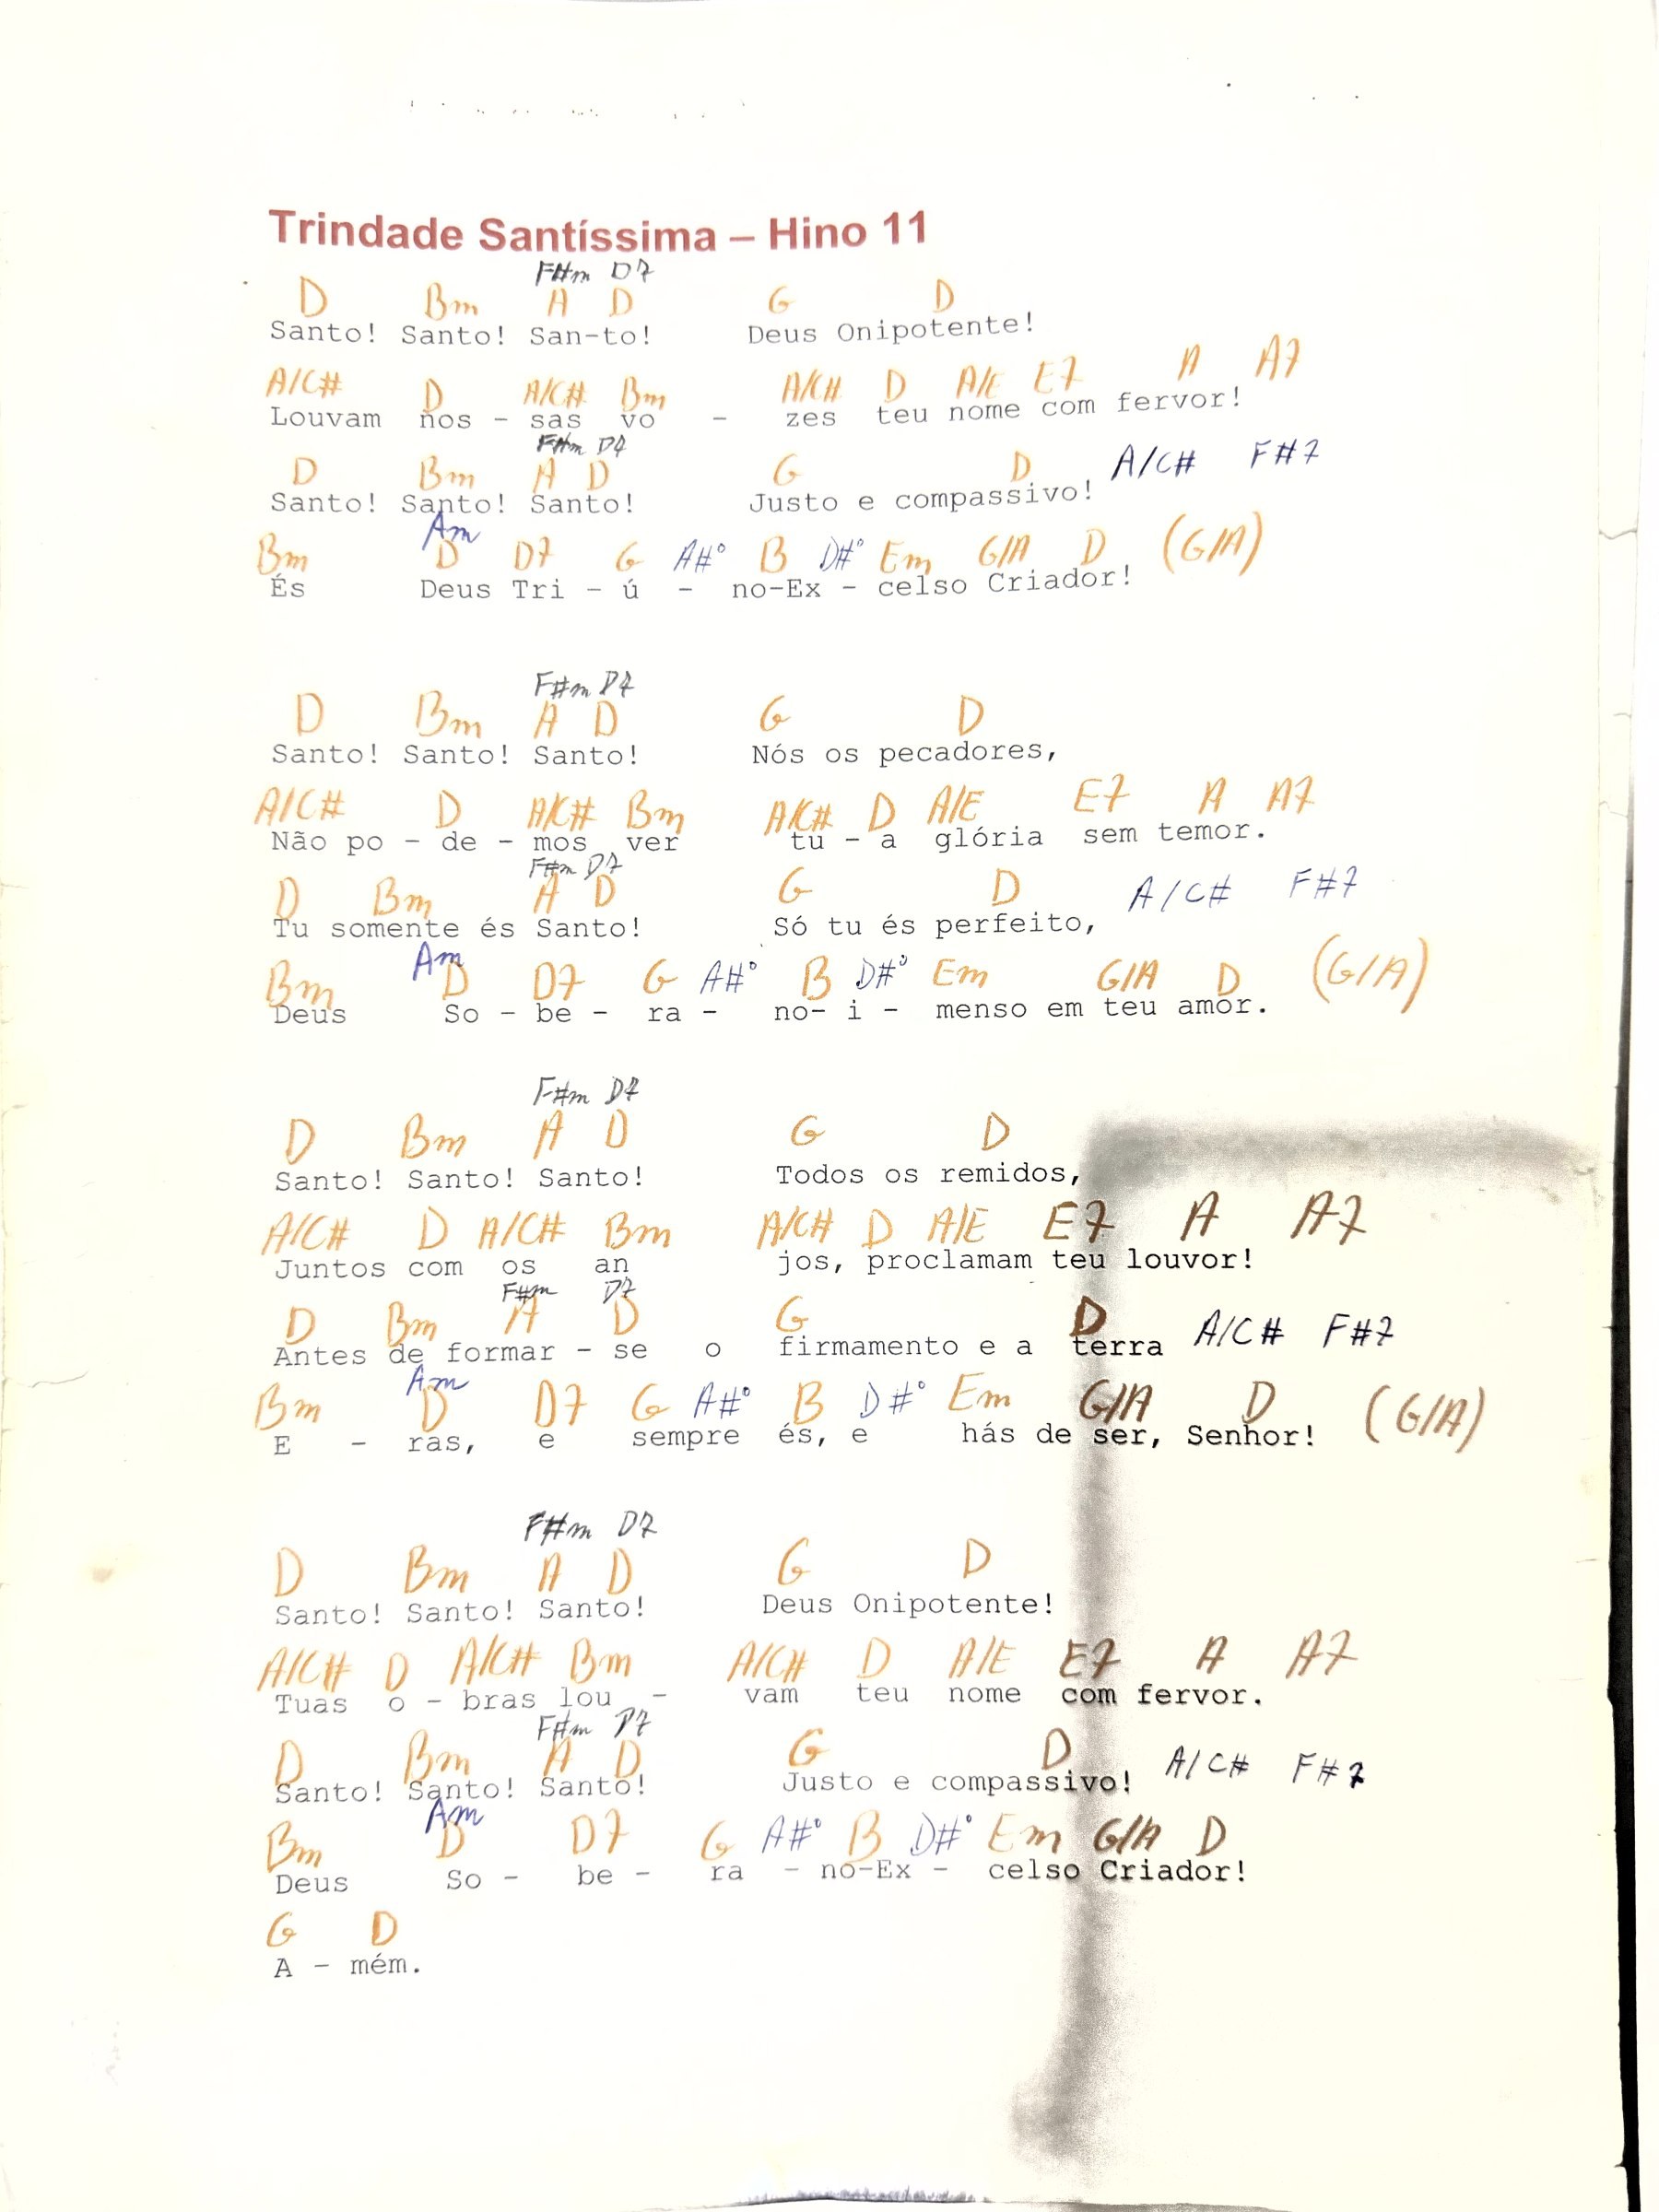 Trindade Santíssima – Hino 11
F#m D7
D Bm A D G D
Santo! Santo! San-to! Deus Onipotente!
A/C# D A/C# Bm A/C# D A/E E7 A A7
Louvam nos - sas vo - zes teu nome com fervor!
F#m D7
D Bm A D G D A/C# F#7
Santo! Santo! Santo! Justo e compassivo!
Am
Bm D D7 G A#° B D#° Em G/A D (G/A)
És Deus Tri - ú - no-Ex - celso Criador!
F#m D7
D Bm A D G D
Santo! Santo! Santo! Nós os pecadores,
A/C# D A/C# Bm A/C# D A/E E7 A A7
Não po - de - mos ver tu - a glória sem temor.
F#m D7
D Bm A D G D A/C# F#7
Tu somente és Santo! Só tu és perfeito,
Am
Bm D D7 G A#° B D#° Em G/A D (G/A)
Deus So - be - ra - no- i - menso em teu amor.
F#m D7
D Bm A D G D
Santo! Santo! Santo! Todos os remidos,
A/C# D A/C# Bm A/C# D A/E E7 A A7
Juntos com os an jos, proclamam teu louvor!
F#m D7
D Bm A D G D A/C# F#7
Antes de formar - se o firmamento e a terra
Am
Bm D D7 G A#° B D#° Em G/A D (G/A)
E - ras, e sempre és, e hás de ser, Senhor!
F#m D7
D Bm A D G D
Santo! Santo! Santo! Deus Onipotente!
A/C# D A/C# Bm A/C# D A/E E7 A A7
Tuas o - bras lou - vam teu nome com fervor.
F#m D7
D Bm A D G D A/C# F#7
Santo! Santo! Santo! Justo e compassivo!
Am
Bm D D7 G A#° B D#° Em G/A D
Deus So - be - ra - no-Ex - celso Criador!
G D
A - mém.